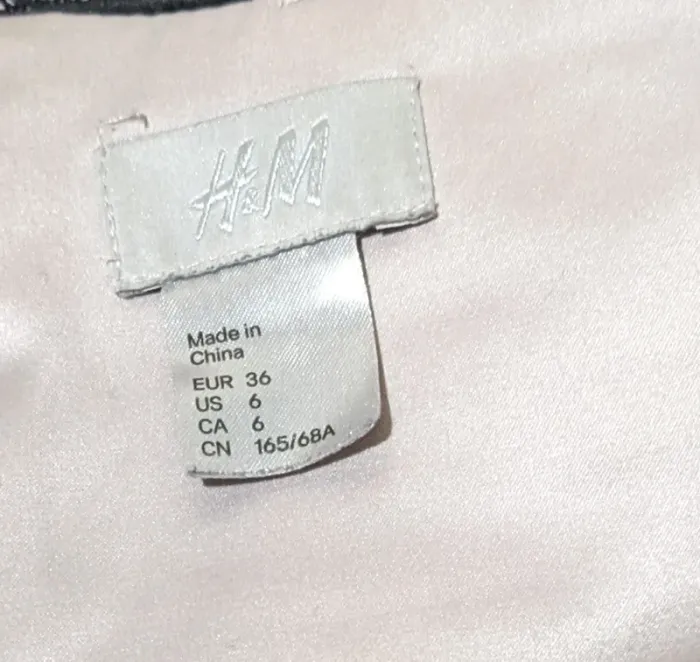 H&M
Made in
China
EUR 36
US 6
CA 6
CN 165/68A